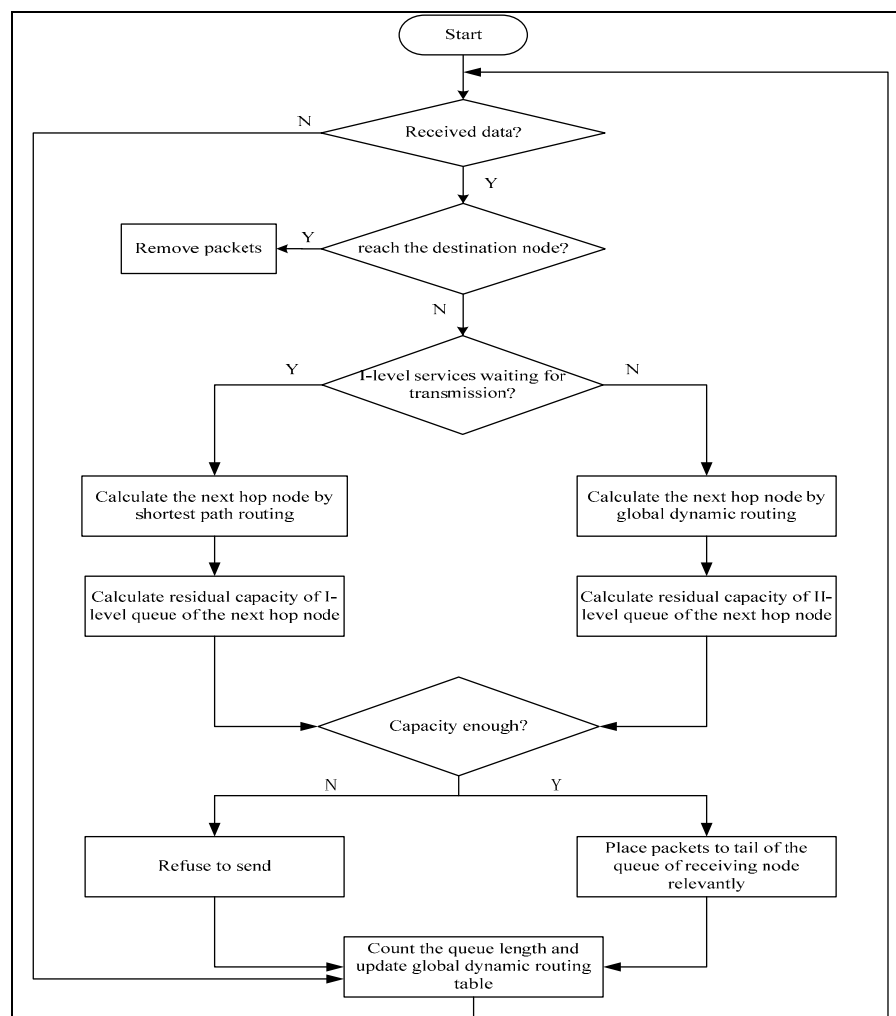 Start
Received data?
N
Y
reach the destination node?
Y
Remove packets
N
I-level services waiting for
transmission?
Y
N
Calculate the next hop node by
shortest path routing
Calculate the next hop node by
global dynamic routing
Calculate residual capacity of I-
level queue of the next hop node
Calculate residual capacity of II-
level queue of the next hop node
Capacity enough?
N
Y
Refuse to send
Place packets to tail of the
queue of receiving node
relevantly
Count the queue length and
update global dynamic routing
table